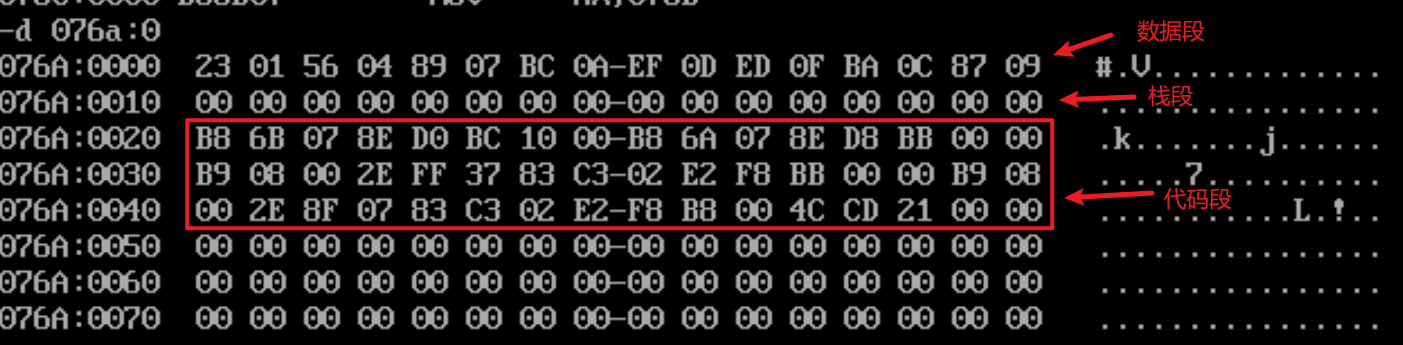 -d 076a:0
076A:0000 23 01 56 04 89 07 BC 0A-EF 0D ED 0F BA 0C 87 09 #.V............. 数据段
076A:0010 00 00 00 00 00 00 00 00-00 00 00 00 00 00 00 00 ................ 栈段
076A:0020 B8 6B 07 8E D0 BC 10 00-B8 6A 07 8E D8 BB 00 00 .k.......j......
076A:0030 B9 08 00 2E FF 37 83 C3-02 E2 F8 BB 00 00 B9 08 .....7..........
076A:0040 00 2E 8F 07 83 C3 02 E2-F8 B8 00 4C CD 21 00 00 ...........L.!.. 代码段
076A:0050 00 00 00 00 00 00 00 00-00 00 00 00 00 00 00 00 ................
076A:0060 00 00 00 00 00 00 00 00-00 00 00 00 00 00 00 00 ................
076A:0070 00 00 00 00 00 00 00 00-00 00 00 00 00 00 00 00 ................